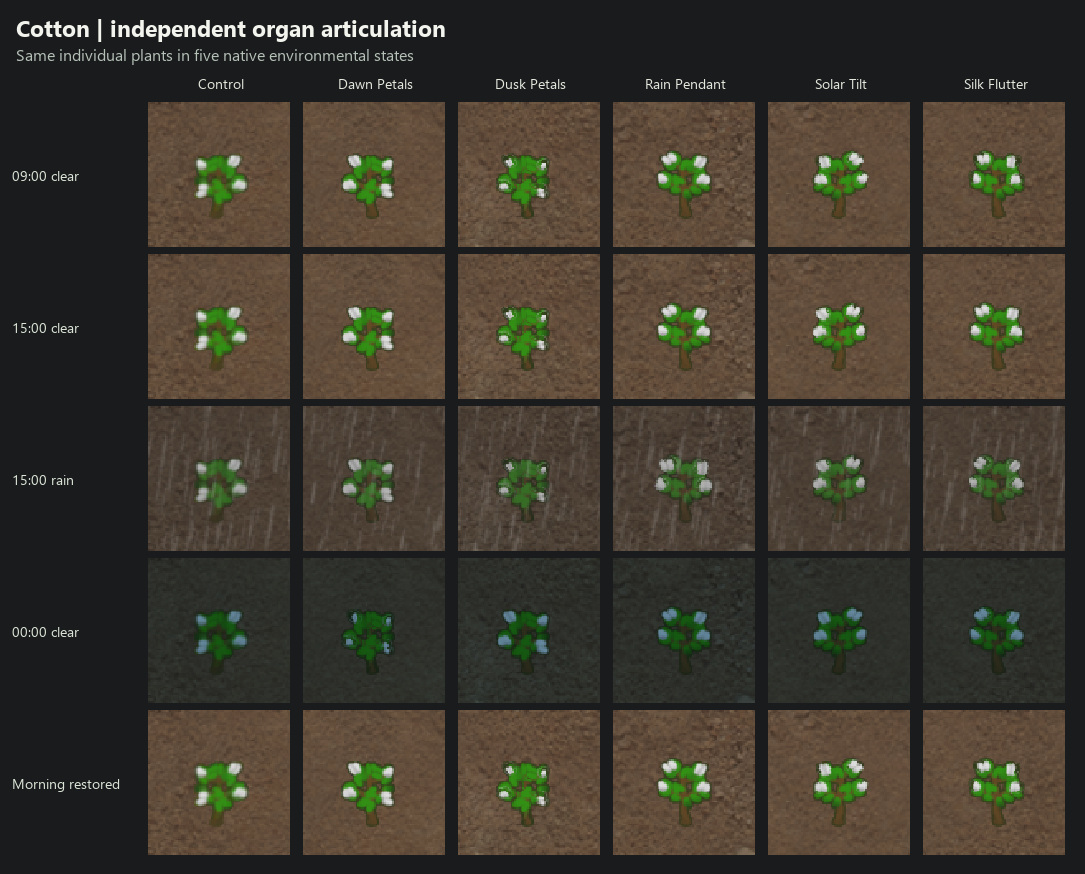 Cotton | independent organ articulation
Same individual plants in five native environmental states
Control Dawn Petals Dusk Petals Rain Pendant Solar Tilt Silk Flutter
09:00 clear
15:00 clear
15:00 rain
00:00 clear
Morning restored